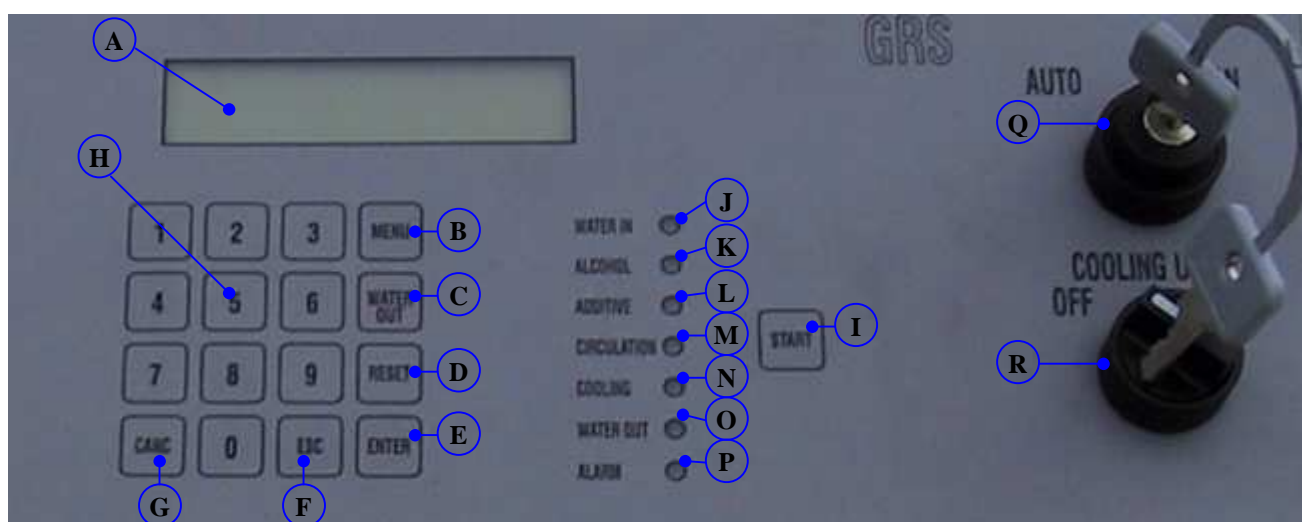 A
GRS
AUTO
Q
H
1 2 3 MENU B
4 5 6 WATER OUT C
7 8 9 RESET D
CANC 0 ESC ENTER E
G F
WATER IN J
ALCOHOL K
ADDITIVE L
CIRCULATION M
COOLING N
WATER OUT O
ALARM P
START I
COOLING
OFF
R